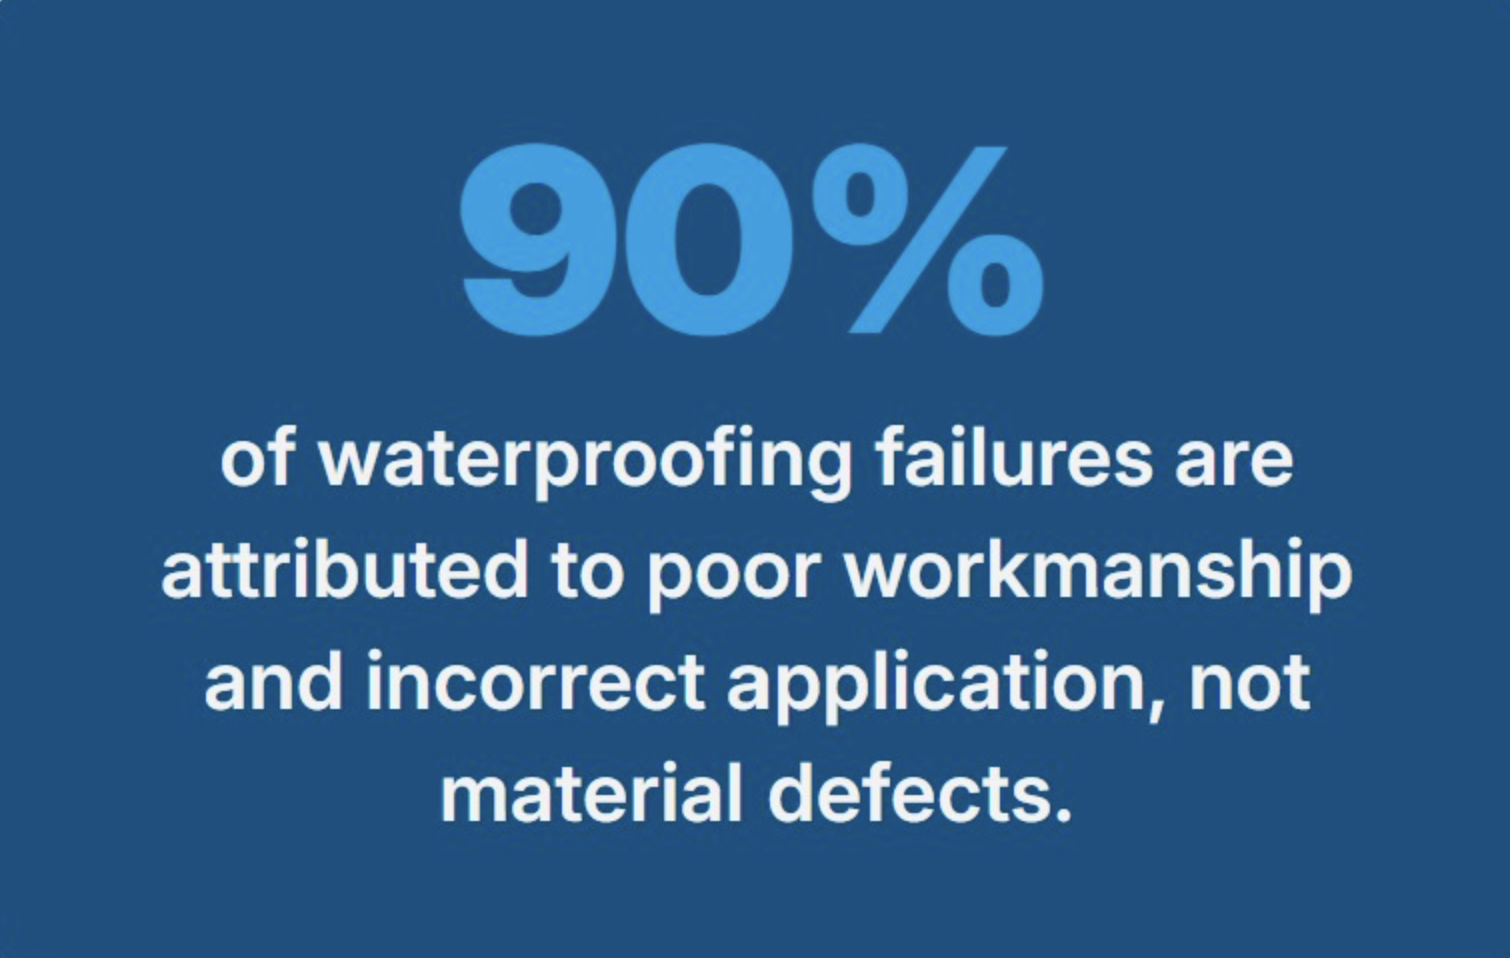 90%
of waterproofing failures are
attributed to poor workmanship
and incorrect application, not
material defects.